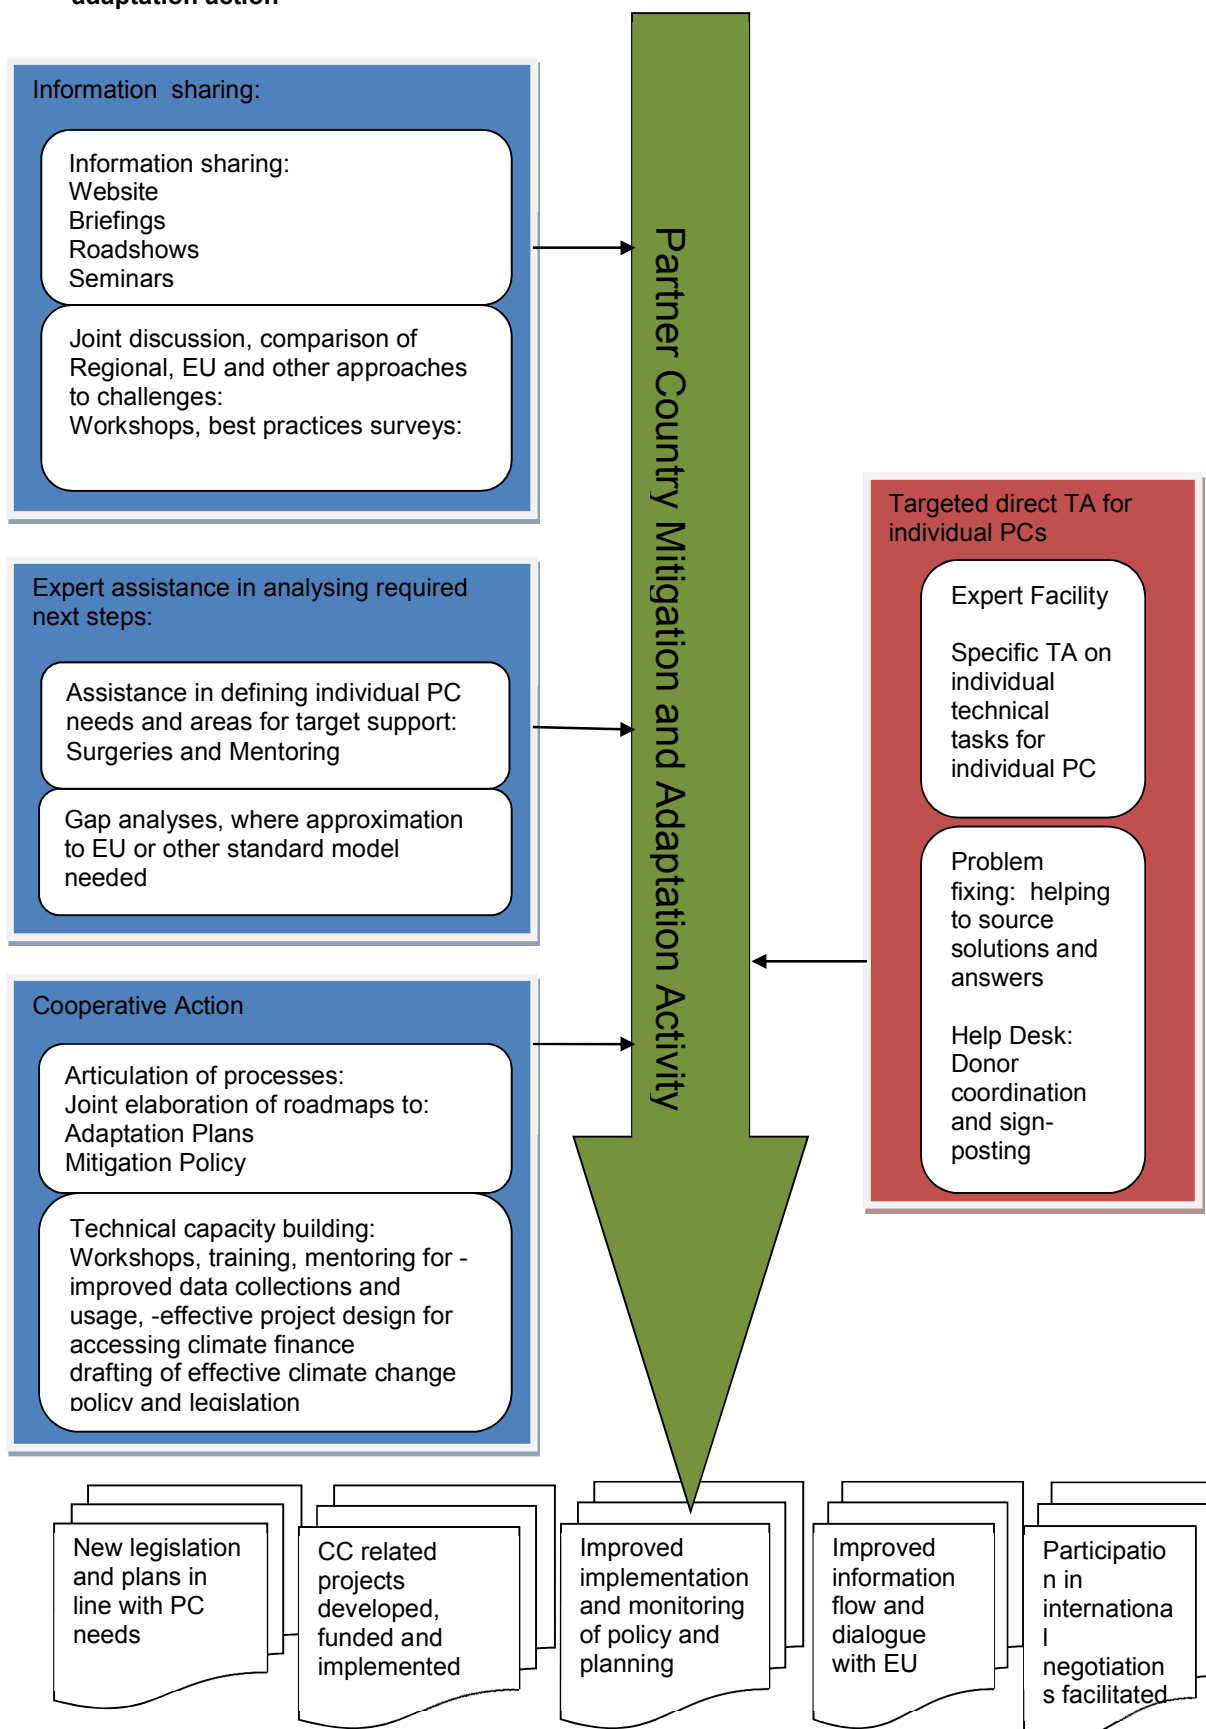 adaptation action
Information sharing:
Information sharing:
Website
Briefings
Roadshows
Seminars
Joint discussion, comparison of
Regional, EU and other approaches
to challenges:
Workshops, best practices surveys:
Expert assistance in analysing required
next steps:
Assistance in defining individual PC
needs and areas for target support:
Surgeries and Mentoring
Gap analyses, where approximation
to EU or other standard model
needed
Cooperative Action
Articulation of processes:
Joint elaboration of roadmaps to:
Adaptation Plans
Mitigation Policy
Technical capacity building:
Workshops, training, mentoring for -
improved data collections and
usage, -effective project design for
accessing climate finance
drafting of effective climate change
policy and legislation
Partner Country Mitigation and Adaptation Activity
Targeted direct TA for
individual PCs
Expert Facility
Specific TA on
individual
technical
tasks for
individual PC
Problem
fixing: helping
to source
solutions and
answers
Help Desk:
Donor
coordination
and sign-
posting
New legislation
and plans in
line with PC
needs
CC related
projects
developed,
funded and
implemented
Improved
implementation
and monitoring
of policy and
planning
Improved
information
flow and
dialogue
with EU
Participatio
n in
internationa
l
negotiation
s facilitated